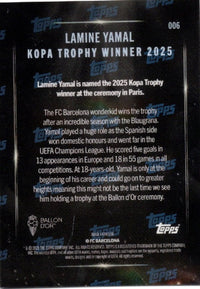 006
LAMINE YAMAL
KOPA TROPHY WINNER 2025
Lamine Yamal is named the 2025 Kopa Trophy
winner at the ceremony in Paris.
The FC Barcelona wonderkid wins the trophy
after an incredible season with the Blaugrana.
Yamal played a huge role as the Spanish side
won domestic honours and went far in the
UEFA Champions League. He scored five goals in
13 appearances in Europe and 18 in 55 games in all
competitions. At 18-years-old, Yamal is only at the
beginning of his career and could go on to greater
heights meaning this might not be the last time we see
him holding a trophy at the Ballon d'Or ceremony.
BALLON
D'OR
Topps
© FC BARCELONA